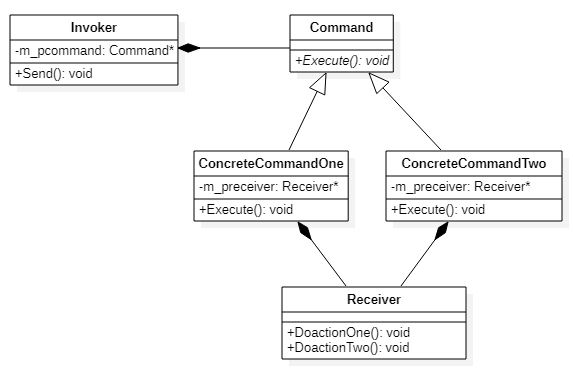 Invoker
-m_pcommand: Command*
+Send(): void
Command
+Execute(): void
ConcreteCommandOne
-m_preceiver: Receiver*
+Execute(): void
ConcreteCommandTwo
-m_preceiver: Receiver*
+Execute(): void
Receiver
+DoactionOne(): void
+DoactionTwo(): void